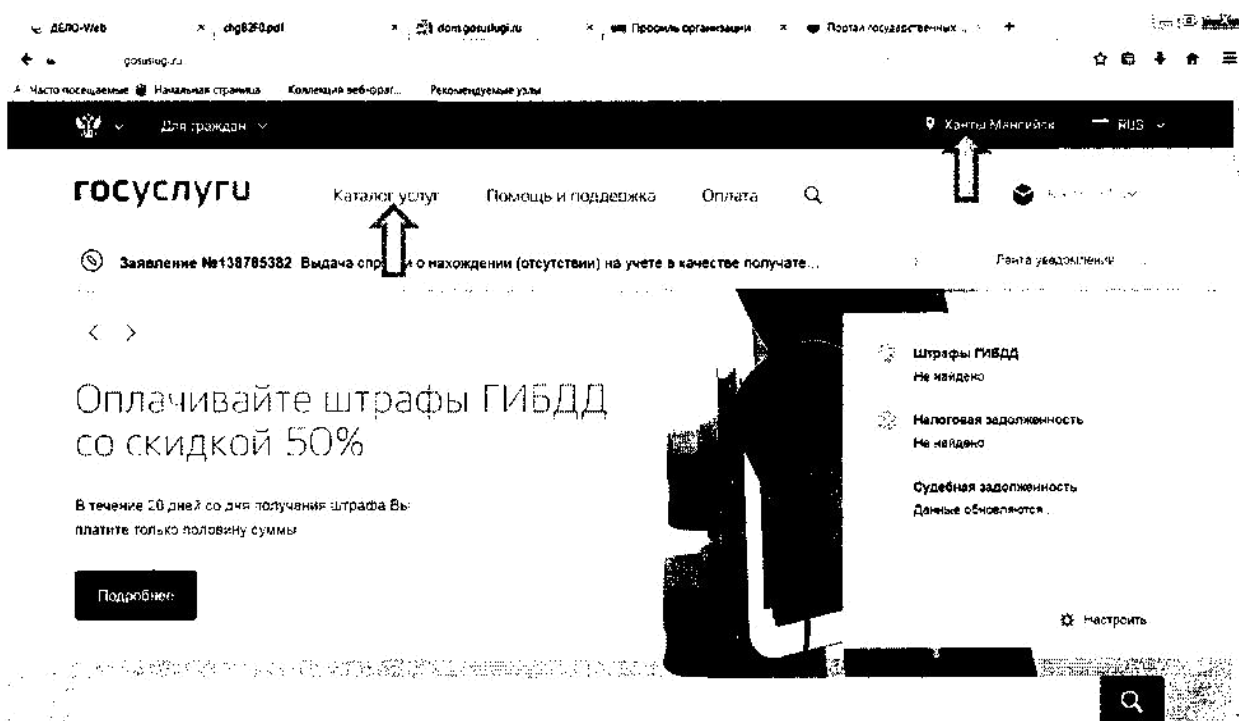 ДЕЛО-Web × chg82F0.pdf × dom.gosuslugi.ru × Профиль организации × Портал государственных ... × +
gosuslugi.ru
Часто посещаемые Начальная страница Коллекция веб-фраг... Рекомендуемые узлы
Для граждан Ханты Мансийск RUS
госуслуги Каталог услуг Помощь и поддержка Оплата
Заявление №138785382 Выдача о нахождении (отсутствии) на учете в качестве получате... Лента уведомлений
Оплачивайте штрафы ГИБДД
со скидкой 50%
В течение 20 дней со дня получения штрафа Вы
платите только половину суммы
Подробнее
Штрафы ГИБДД
Не найдено
Налоговая задолженность
Не найдено
Судебная задолженность
Данные обновляются.
Настроить